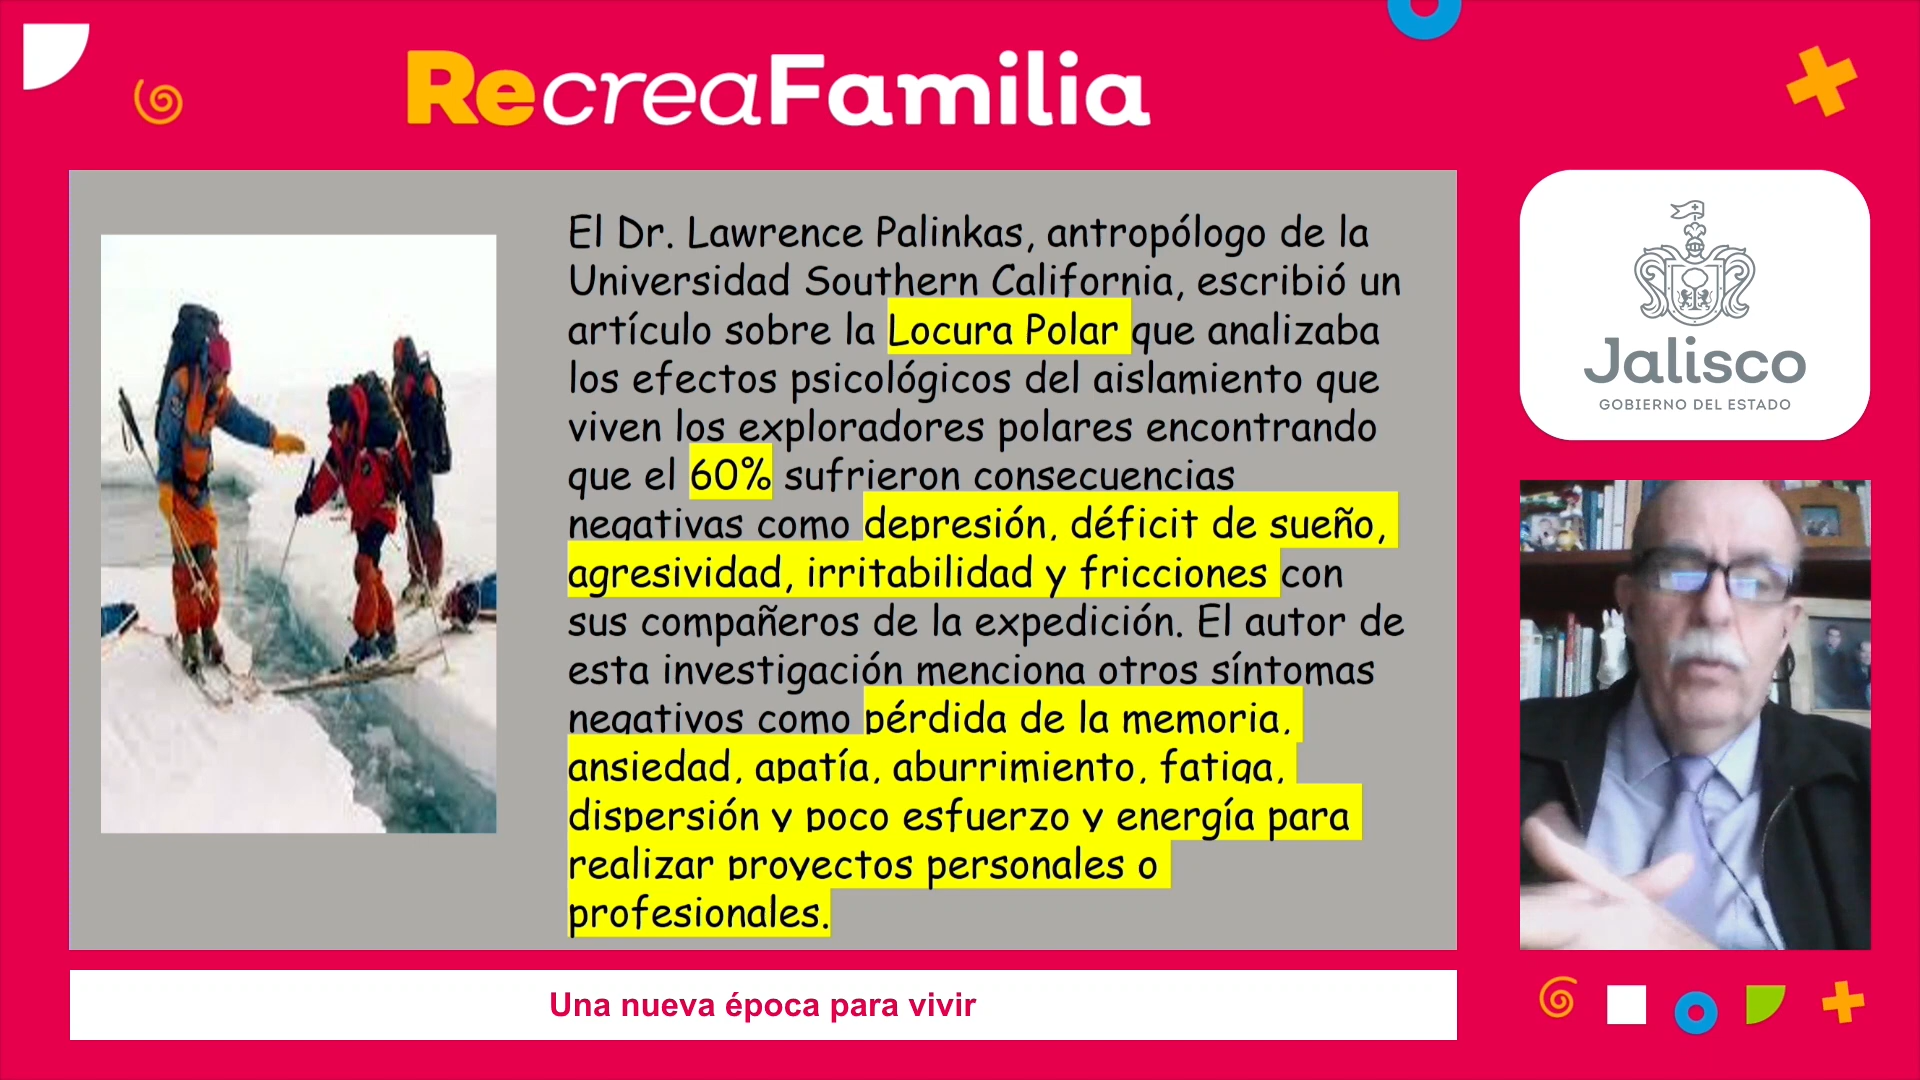 RecreaFamilia
El Dr. Lawrence Palinkas, antropólogo de la
Universidad Southern California, escribió un
artículo sobre la Locura Polar que analizaba
los efectos psicológicos del aislamiento que
viven los exploradores polares encontrando
que el 60% sufrieron consecuencias
negativas como depresión, déficit de sueño,
agresividad, irritabilidad y fricciones con
sus compañeros de la expedición. El autor de
esta investigación menciona otros síntomas
negativos como pérdida de la memoria,
ansiedad, apatía, aburrimiento, fatiga,
dispersión y poco esfuerzo y energía para
realizar proyectos personales o
profesionales.
Jalisco
GOBIERNO DEL ESTADO
Una nueva época para vivir